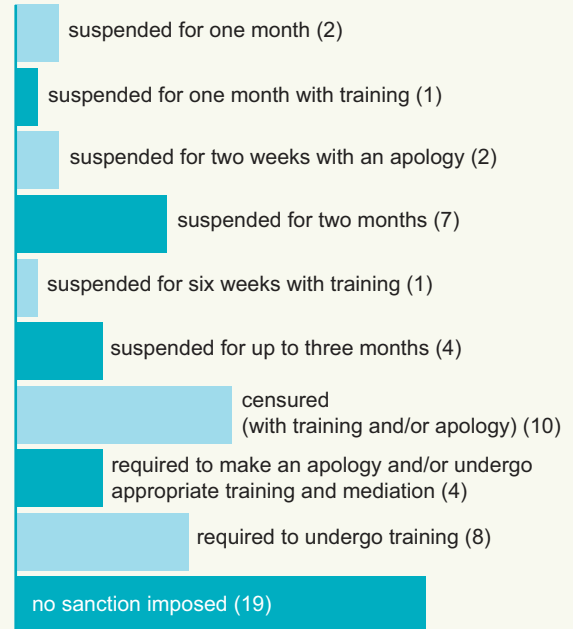 suspended for one month (2)
suspended for one month with training (1)
suspended for two weeks with an apology (2)
suspended for two months (7)
suspended for six weeks with training (1)
suspended for up to three months (4)
censured
(with training and/or apology) (10)
required to make an apology and/or undergo
appropriate training and mediation (4)
required to undergo training (8)
no sanction imposed (19)